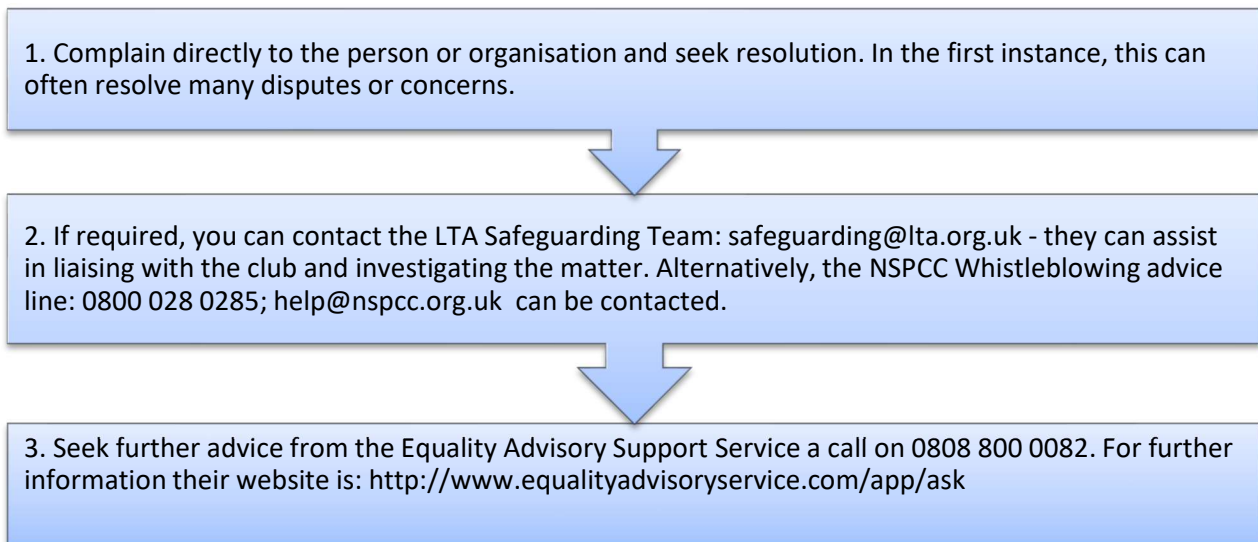 1. Complain directly to the person or organisation and seek resolution. In the first instance, this can
often resolve many disputes or concerns.
2. If required, you can contact the LTA Safeguarding Team: safeguarding@lta.org.uk - they can assist
in liaising with the club and investigating the matter. Alternatively, the NSPCC Whistleblowing advice
line: 0800 028 0285; help@nspcc.org.uk  can be contacted.
3. Seek further advice from the Equality Advisory Support Service a call on 0808 800 0082. For further
information their website is: http://www.equalityadvisoryservice.com/app/ask